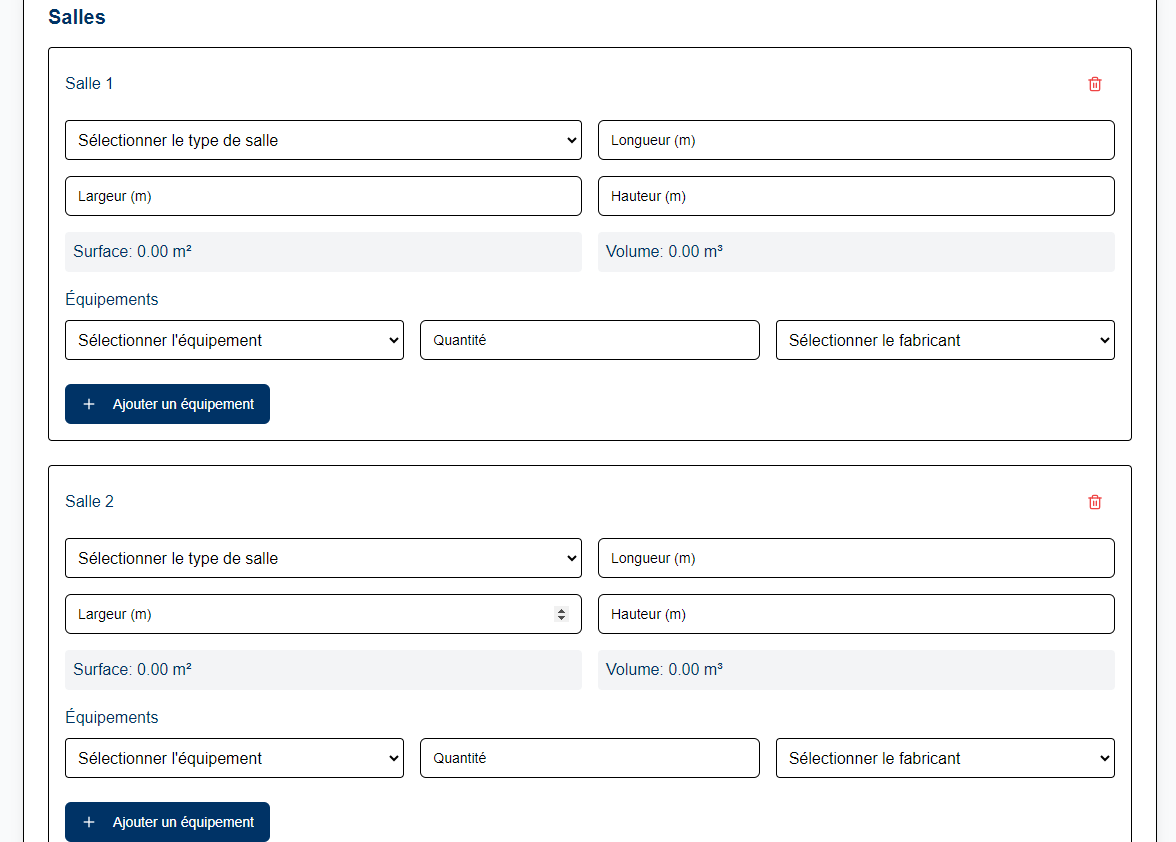 Salles
Salle 1
Sélectionner le type de salle
Longueur (m)
Largeur (m)
Hauteur (m)
Surface: 0.00 m²
Volume: 0.00 m³
Équipements
Sélectionner l'équipement
Quantité
Sélectionner le fabricant
+ Ajouter un équipement
Salle 2
Sélectionner le type de salle
Longueur (m)
Largeur (m)
Hauteur (m)
Surface: 0.00 m²
Volume: 0.00 m³
Équipements
Sélectionner l'équipement
Quantité
Sélectionner le fabricant
+ Ajouter un équipement